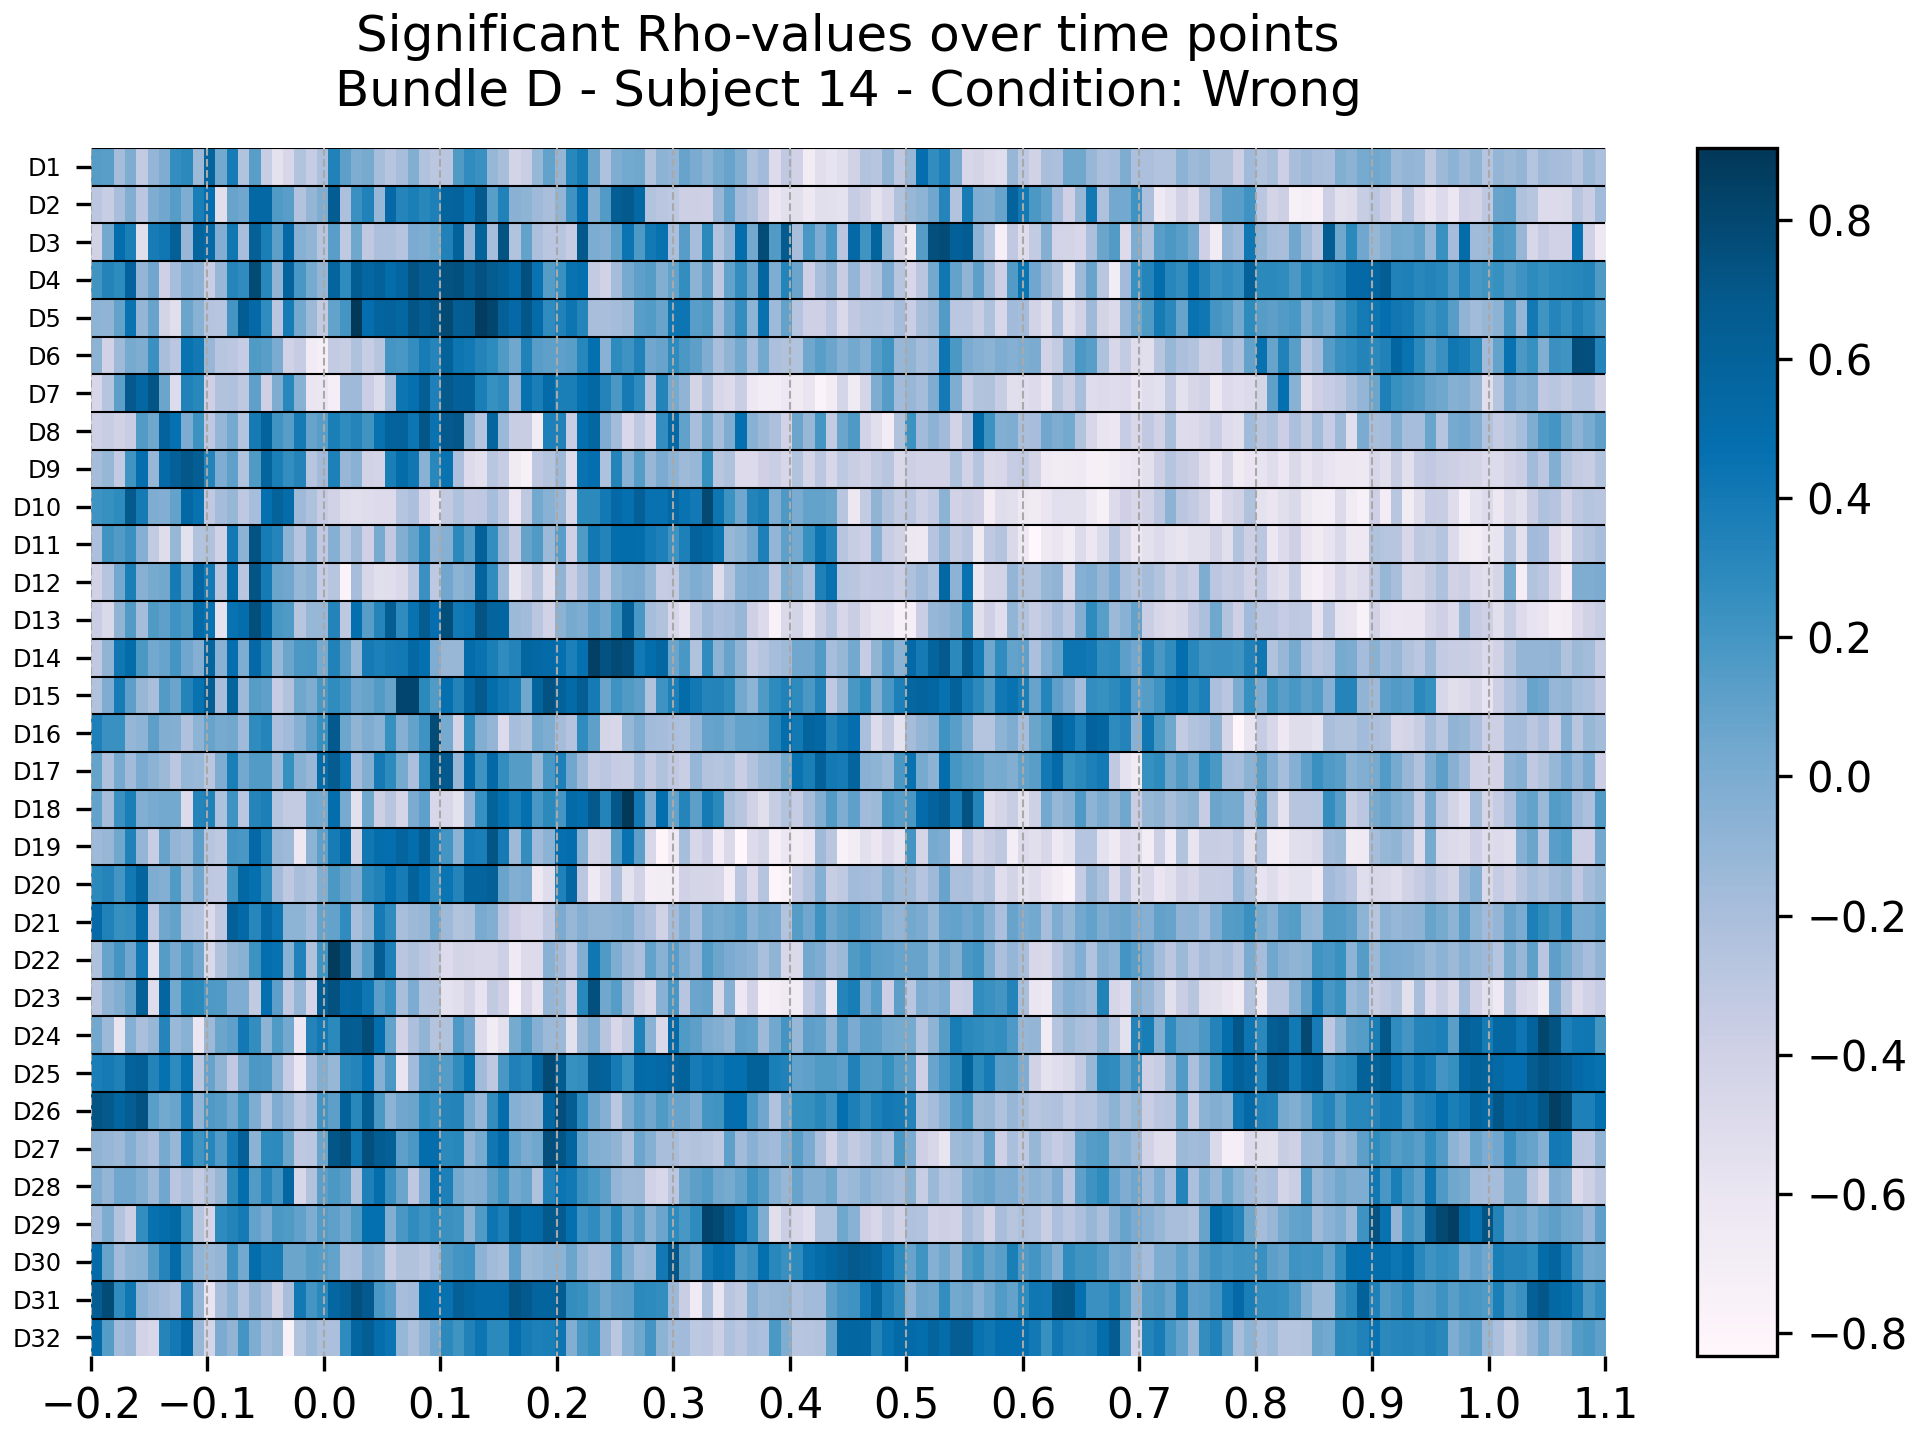 Significant Rho-values over time points
Bundle D - Subject 14 - Condition: Wrong
D1
D2
D3
D4
D5
D6
D7
D8
D9
D10
D11
D12
D13
D14
D15
D16
D17
D18
D19
D20
D21
D22
D23
D24
D25
D26
D27
D28
D29
D30
D31
D32
−0.2 −0.1 0.0 0.1 0.2 0.3 0.4 0.5 0.6 0.7 0.8 0.9 1.0 1.1
0.8
0.6
0.4
0.2
0.0
−0.2
−0.4
−0.6
−0.8